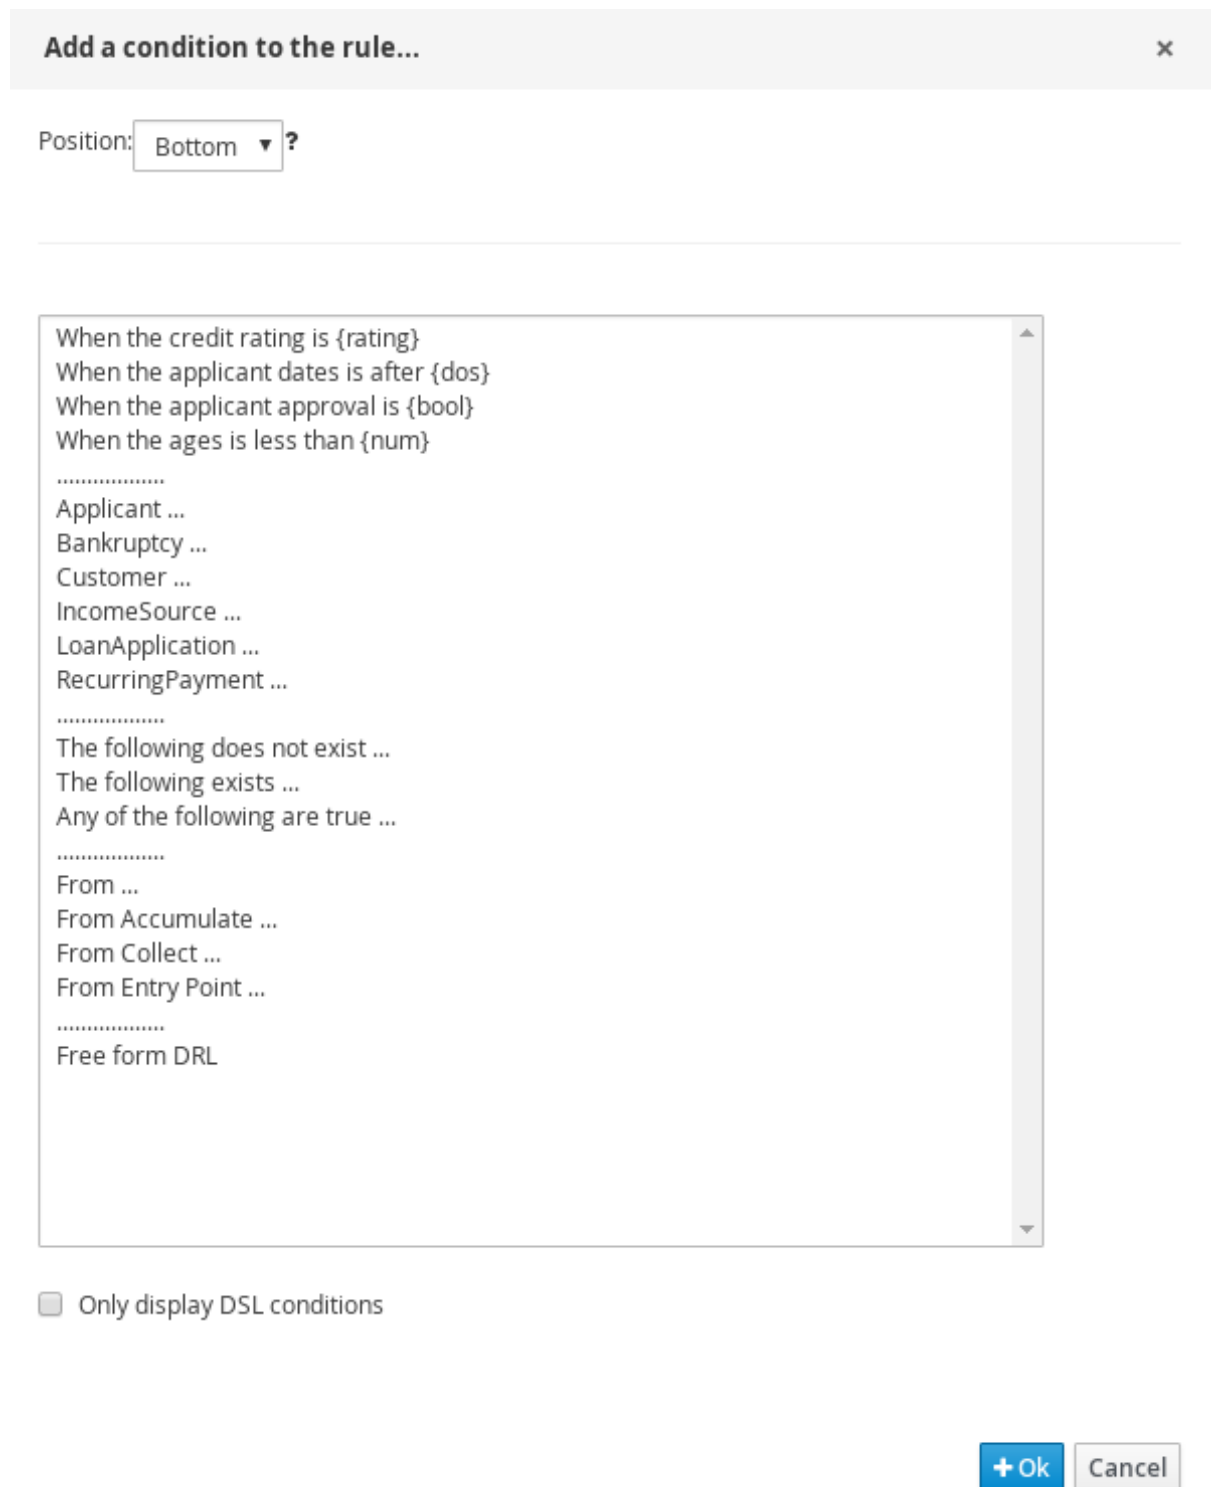 Add a condition to the rule...
×
Position: Bottom ▼ ?
When the credit rating is {rating}
When the applicant dates is after {dos}
When the applicant approval is {bool}
When the ages is less than {num}
..................
Applicant ...
Bankruptcy ...
Customer ...
IncomeSource ...
LoanApplication ...
RecurringPayment ...
..................
The following does not exist ...
The following exists ...
Any of the following are true ...
..................
From ...
From Accumulate ...
From Collect ...
From Entry Point ...
..................
Free form DRL
Only display DSL conditions
+ Ok Cancel